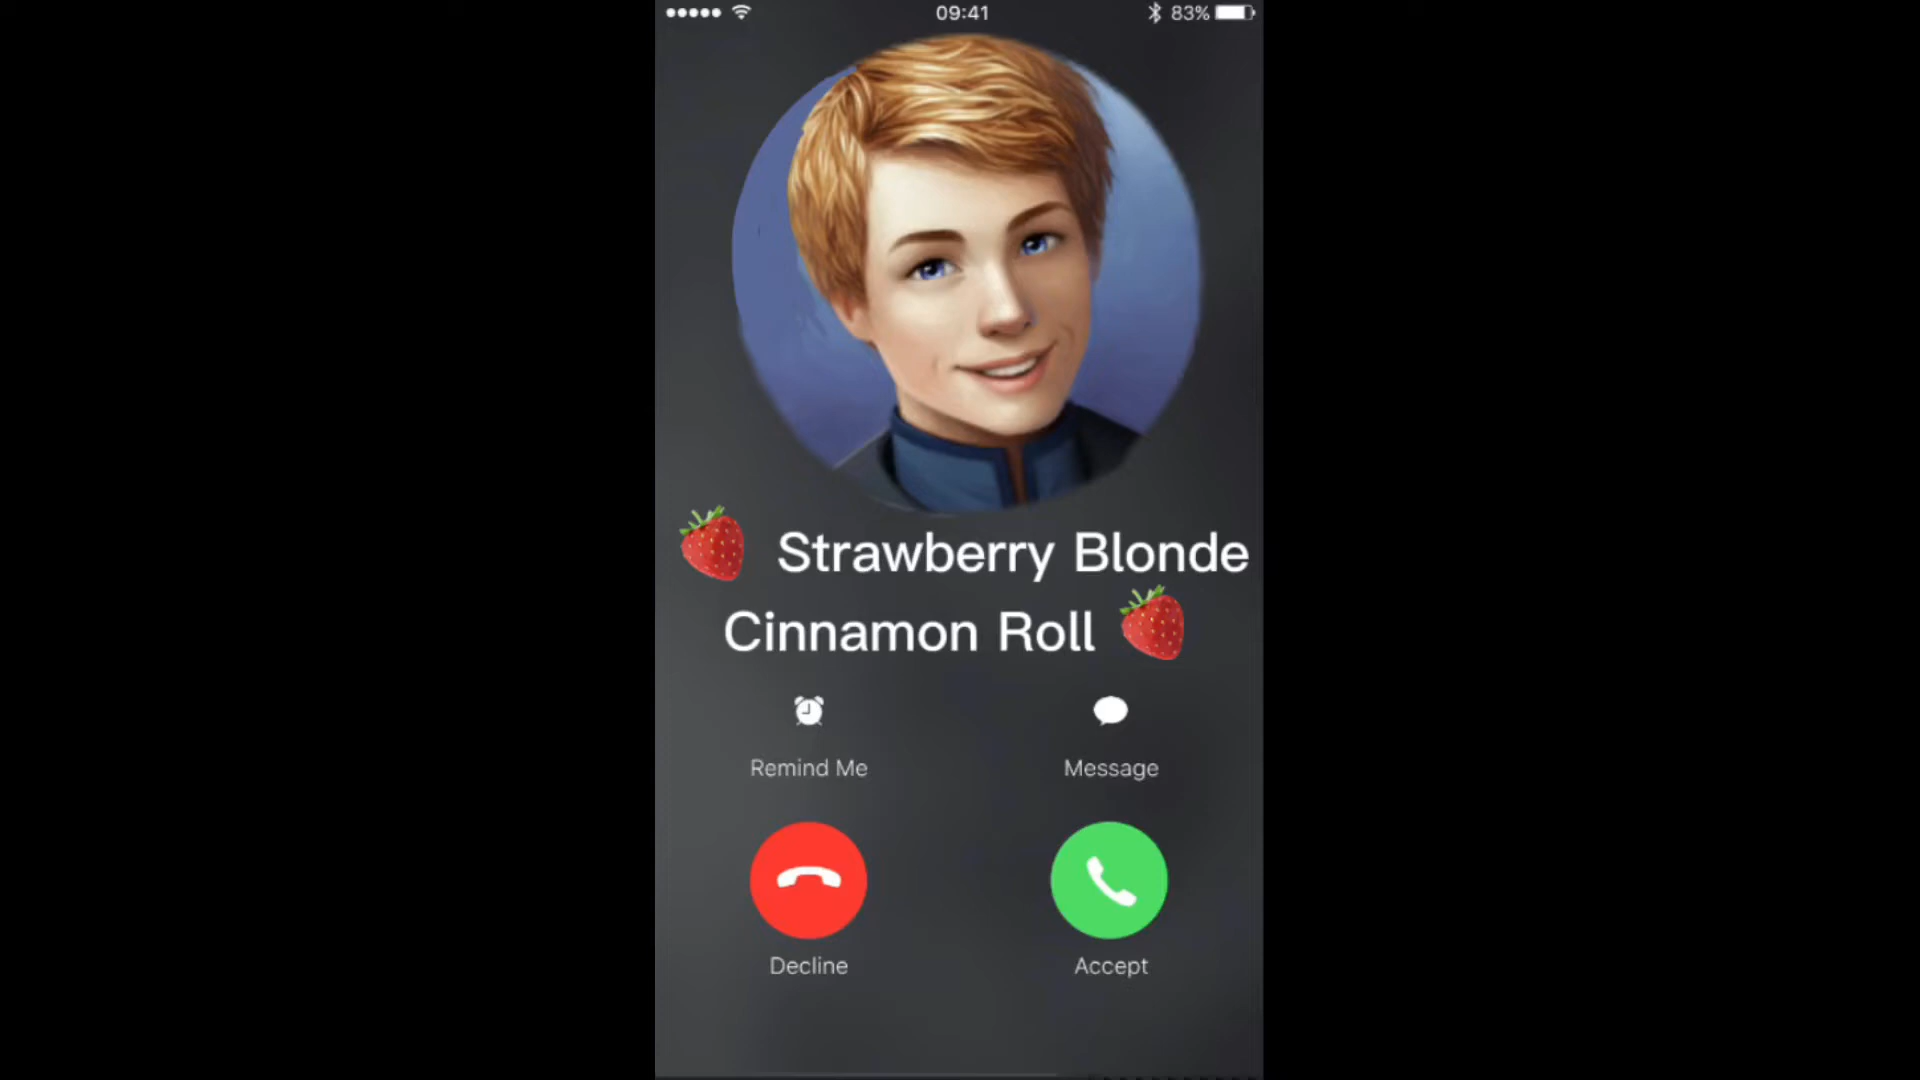 09:41
83%
Strawberry Blonde
Cinnamon Roll
Remind Me
Message
Decline
Accept